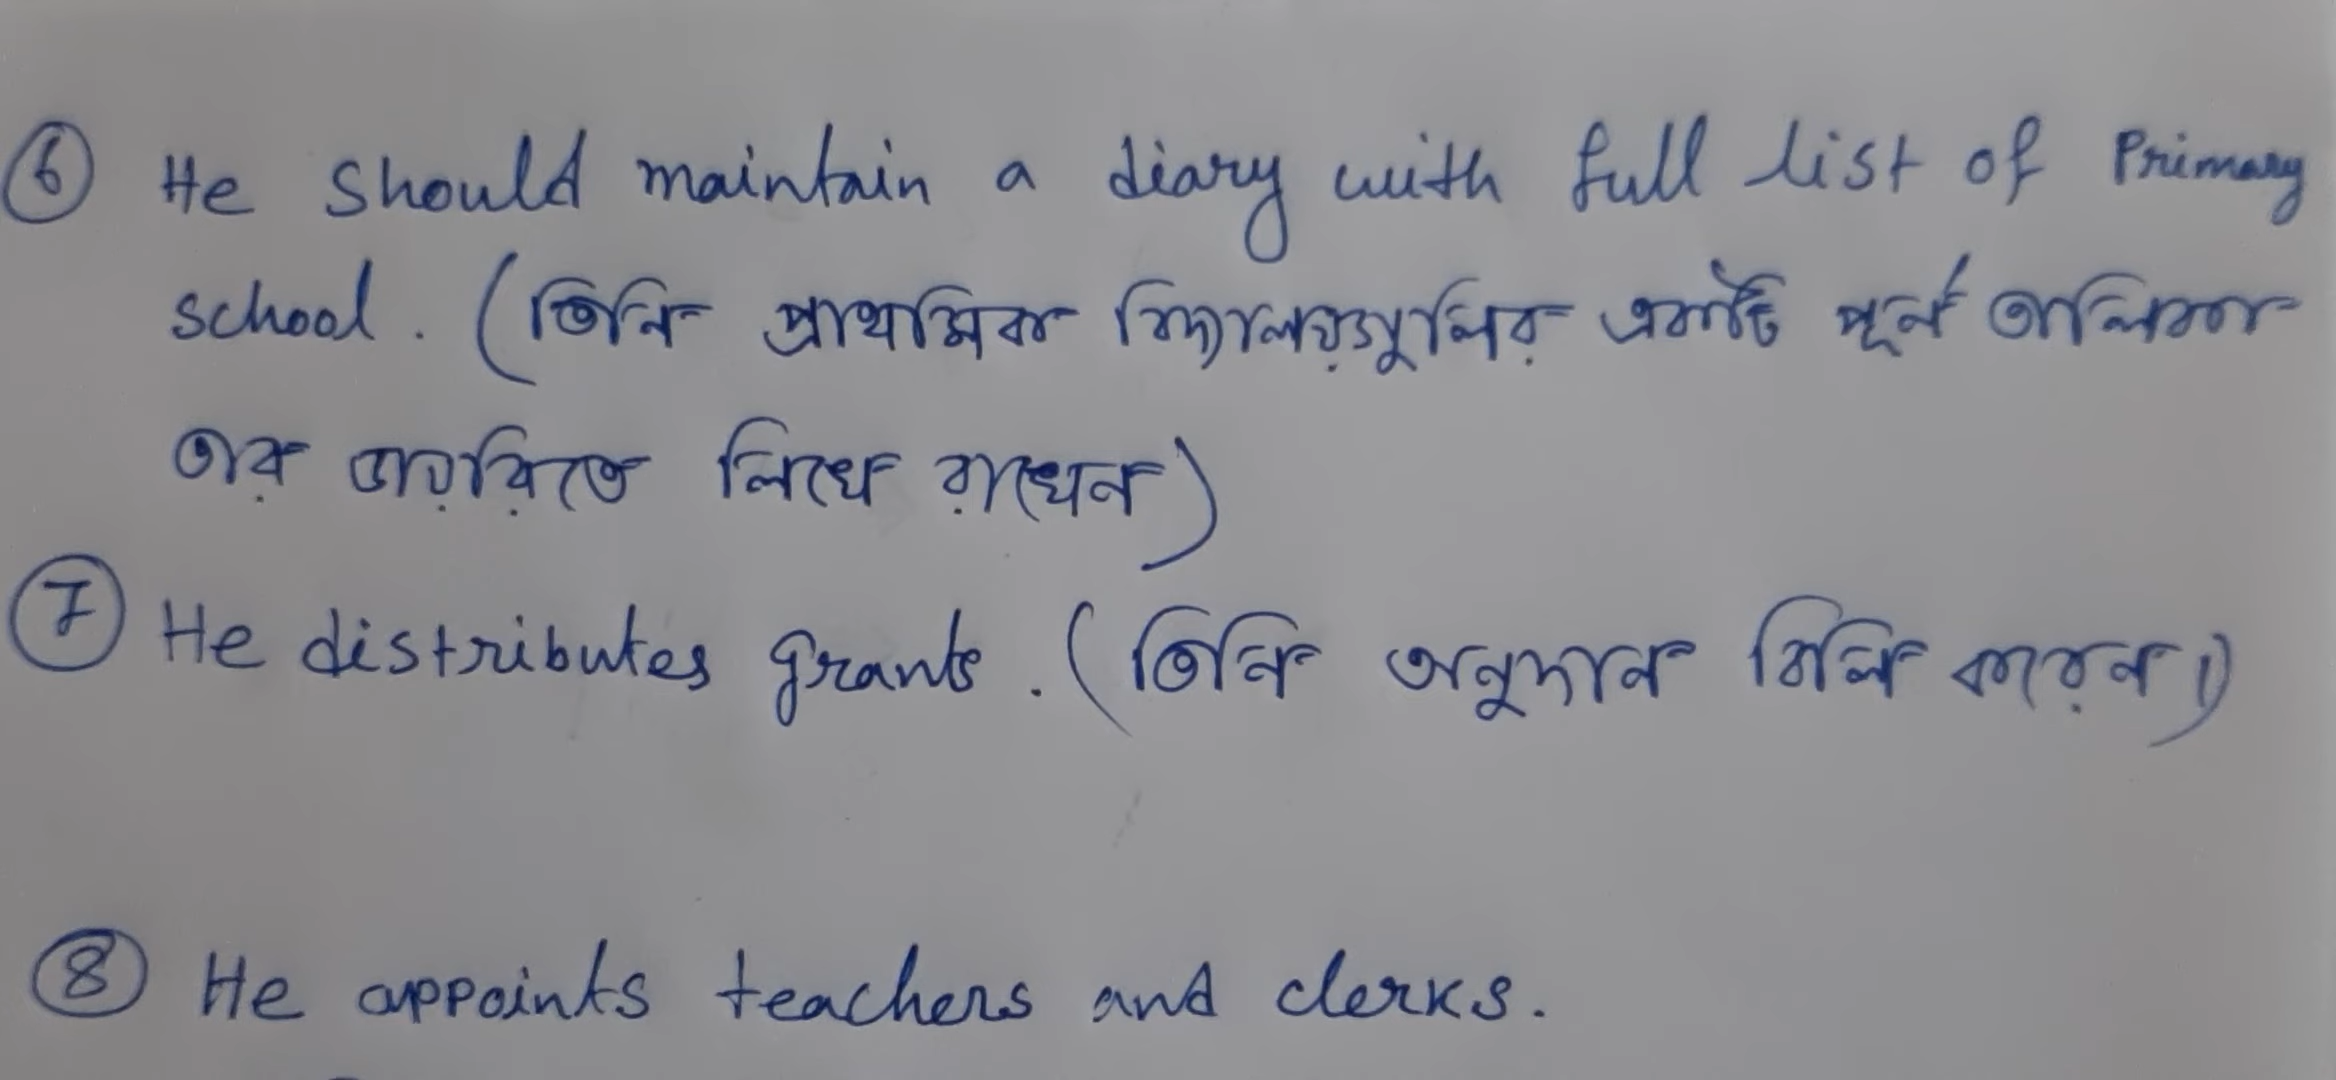 ⑥ He should maintain a diary with full list of Primary
school. (তিনি প্রাথমিক বিদ্যালয়গুলির একটি পূর্ন তালিকা
তার ডায়রিতে লিখে রাখেন)
⑦ He distributes grants. (তিনি অনুদান বিলি করেন।)
⑧ He appoints teachers and clerks.